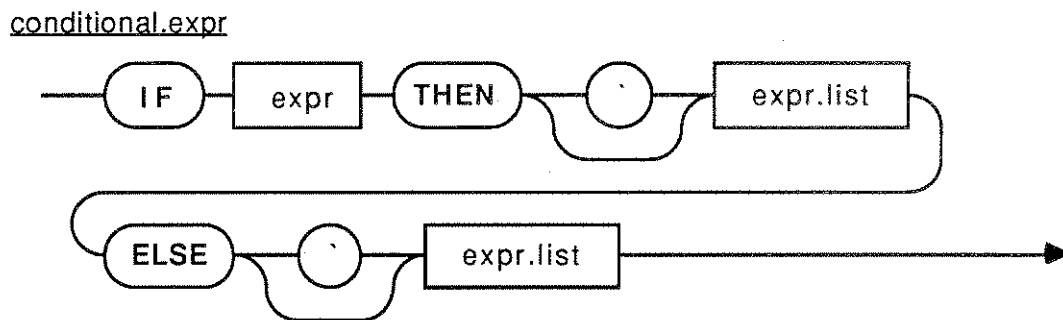 conditional.expr
IF expr THEN ` expr.list
ELSE ` expr.list